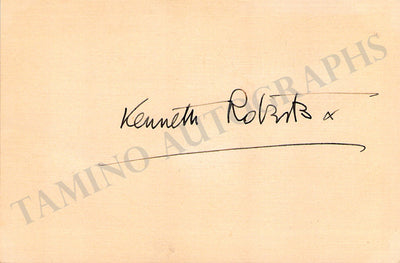 Kenneth Roberts x
TAMINO AUTOGRAPHS